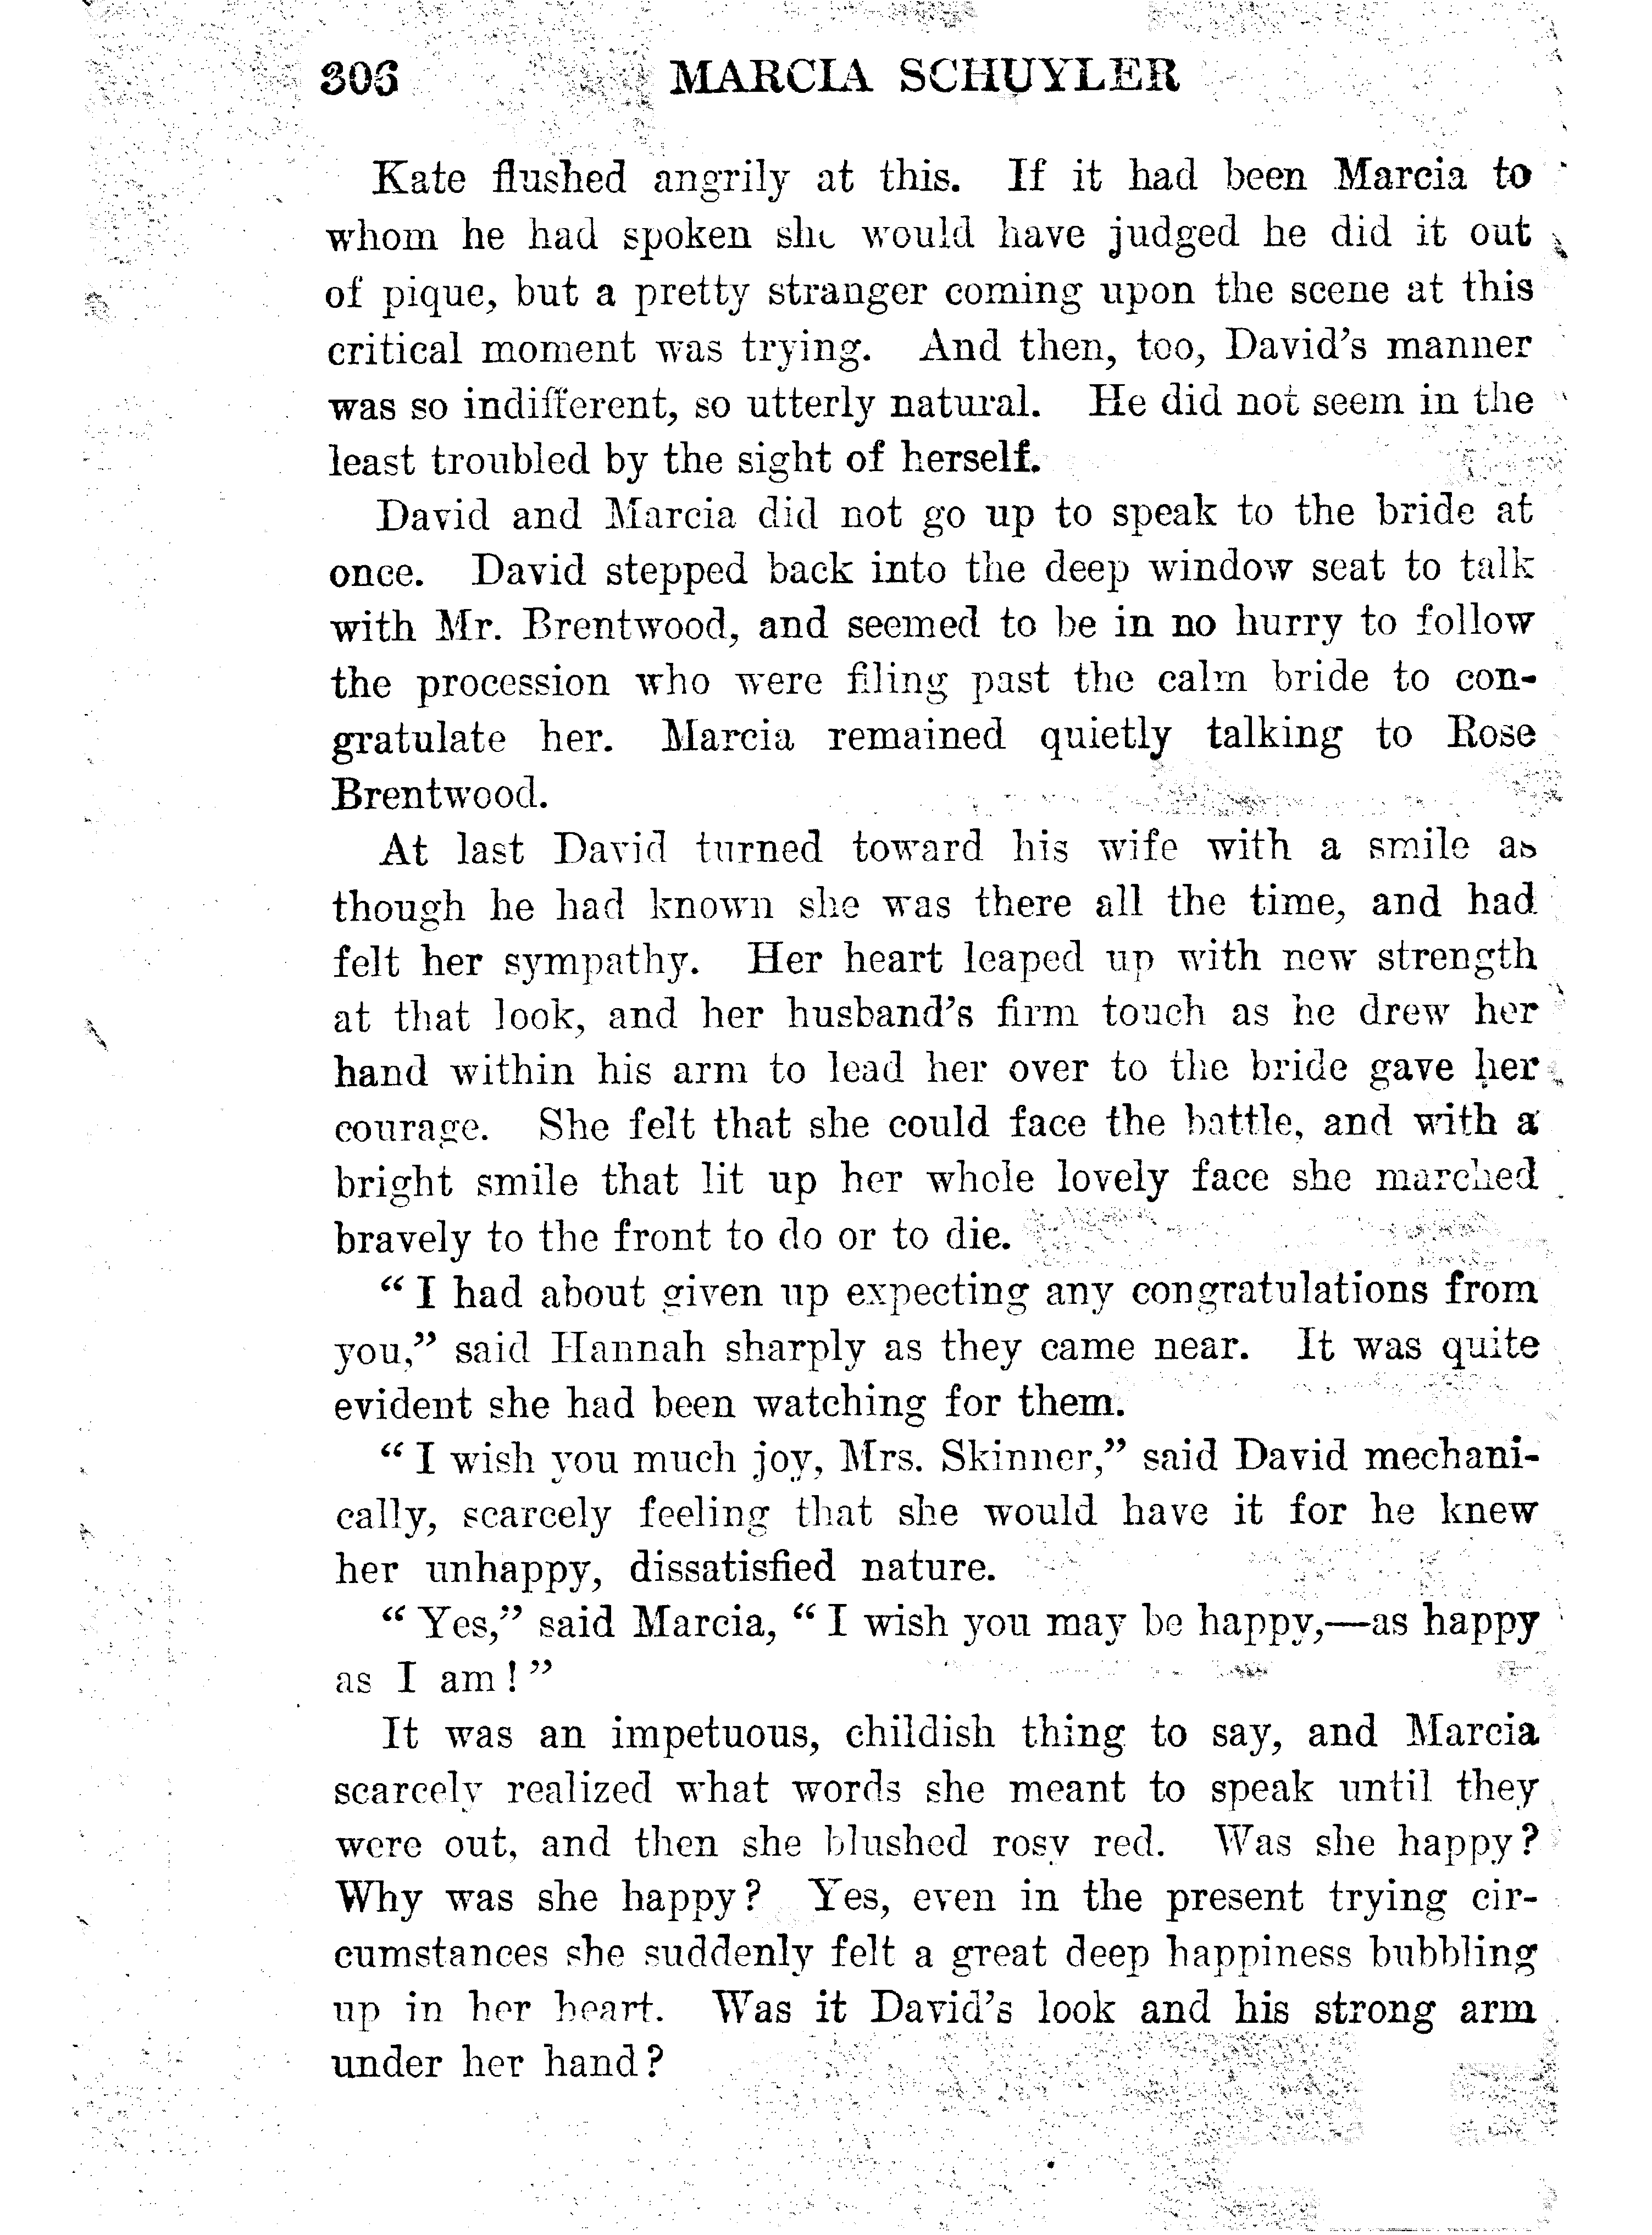 306 MARCIA SCHUYLER
Kate flushed angrily at this. If it had been Marcia to
whom he had spoken she would have judged he did it out
of pique, but a pretty stranger coming upon the scene at this
critical moment was trying. And then, too, David's manner
was so indifferent, so utterly natural. He did not seem in the
least troubled by the sight of herself.
David and Marcia did not go up to speak to the bride at
once. David stepped back into the deep window seat to talk
with Mr. Brentwood, and seemed to be in no hurry to follow
the procession who were filing past the calm bride to con-
gratulate her. Marcia remained quietly talking to Rose
Brentwood.
At last David turned toward his wife with a smile as
though he had known she was there all the time, and had
felt her sympathy. Her heart leaped up with new strength
at that look, and her husband's firm touch as he drew her
hand within his arm to lead her over to the bride gave her
courage. She felt that she could face the battle, and with a
bright smile that lit up her whole lovely face she marched
bravely to the front to do or to die.
“ I had about given up expecting any congratulations from
you,” said Hannah sharply as they came near. It was quite
evident she had been watching for them.
“ I wish you much joy, Mrs. Skinner,” said David mechani-
cally, scarcely feeling that she would have it for he knew
her unhappy, dissatisfied nature.
“ Yes,” said Marcia, “ I wish you may be happy,—as happy
as I am ! ”
It was an impetuous, childish thing to say, and Marcia
scarcely realized what words she meant to speak until they
were out, and then she blushed rosy red. Was she happy?
Why was she happy? Yes, even in the present trying cir-
cumstances she suddenly felt a great deep happiness bubbling
up in her heart. Was it David's look and his strong arm
under her hand?